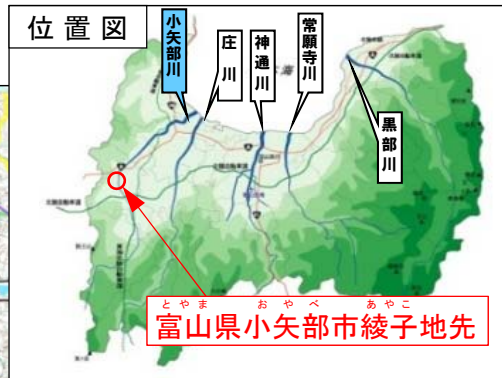 位置図
小矢部川
庄川
神通川
常願寺川
黒部川
とやま おやべ あやこ
富山県小矢部市綾子地先